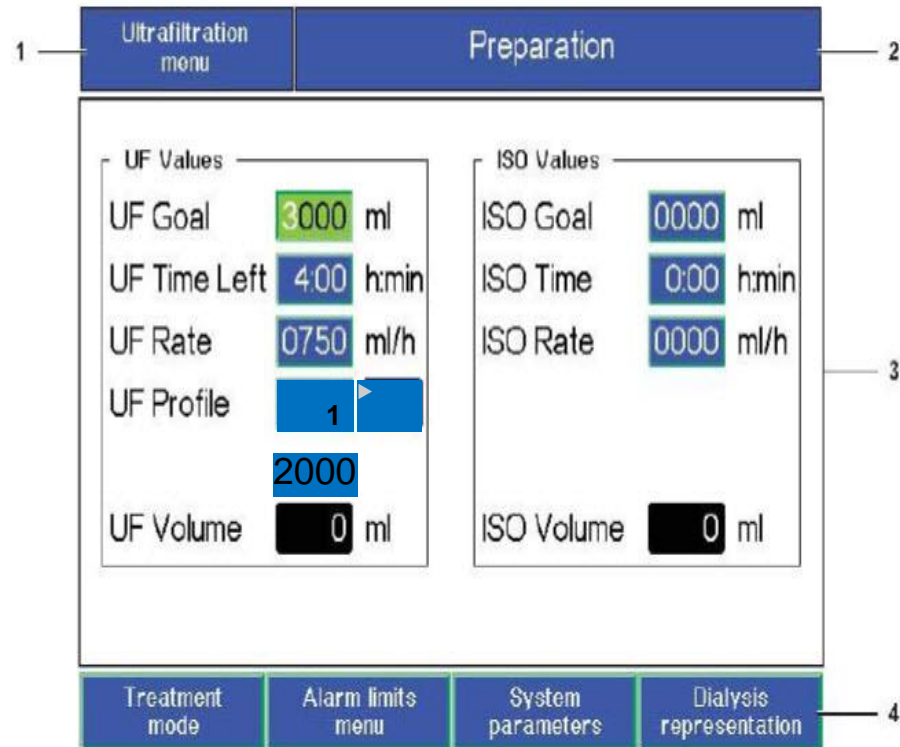 1
Ultrafiltration
menu
Preparation
2
UF Values
UF Goal 3000 ml
UF Time Left 4:00 h:min
UF Rate 0750 ml/h
UF Profile 1
2000
UF Volume 0 ml
ISO Values
ISO Goal 0000 ml
ISO Time 0:00 h:min
ISO Rate 0000 ml/h
ISO Volume 0 ml
3
Treatment
mode
Alarm limits
menu
System
parameters
Dialysis
representation
4